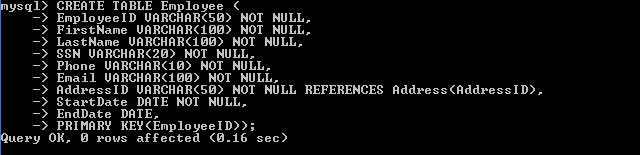 mysql> CREATE TABLE Employee (
-> EmployeeID VARCHAR(50) NOT NULL,
-> FirstName VARCHAR(100) NOT NULL,
-> LastName VARCHAR(100) NOT NULL,
-> SSN VARCHAR(20) NOT NULL,
-> Phone VARCHAR(10) NOT NULL,
-> Email VARCHAR(100) NOT NULL,
-> AddressID VARCHAR(50) NOT NULL REFERENCES Address(AddressID),
-> StartDate DATE NOT NULL,
-> EndDate DATE,
-> PRIMARY KEY(EmployeeID));
Query OK, 0 rows affected (0.16 sec)